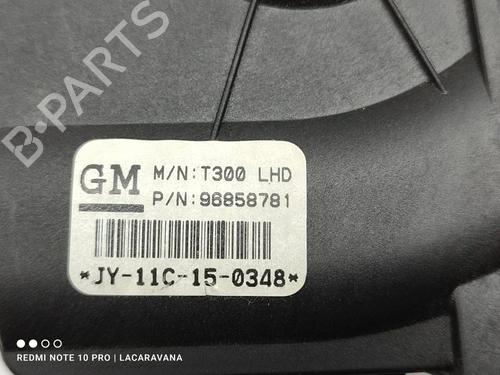 B-PARTS
GM
M/N:T300 LHD
P/N:96858781
*JY-11C-15-0348*
REDMI NOTE 10 PRO | LACARAVANA